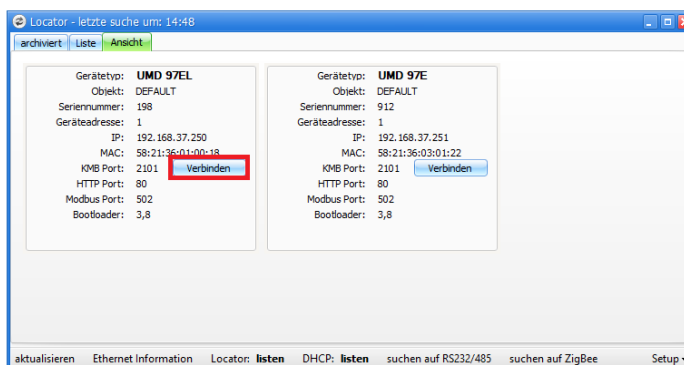 Locator - letzte suche um: 14:48
archiviert Liste Ansicht
Gerätetyp: UMD 97EL
Objekt: DEFAULT
Seriennummer: 198
Geräteadresse: 1
IP: 192.168.37.250
MAC: 58:21:36:01:00:18
KMB Port: 2101 Verbinden
HTTP Port: 80
Modbus Port: 502
Bootloader: 3,8
Gerätetyp: UMD 97E
Objekt: DEFAULT
Seriennummer: 912
Geräteadresse: 1
IP: 192.168.37.251
MAC: 58:21:36:03:01:22
KMB Port: 2101 Verbinden
HTTP Port: 80
Modbus Port: 502
Bootloader: 3,8
aktualisieren Ethernet Information Locator: listen DHCP: listen suchen auf RS232/485 suchen auf ZigBee Setup